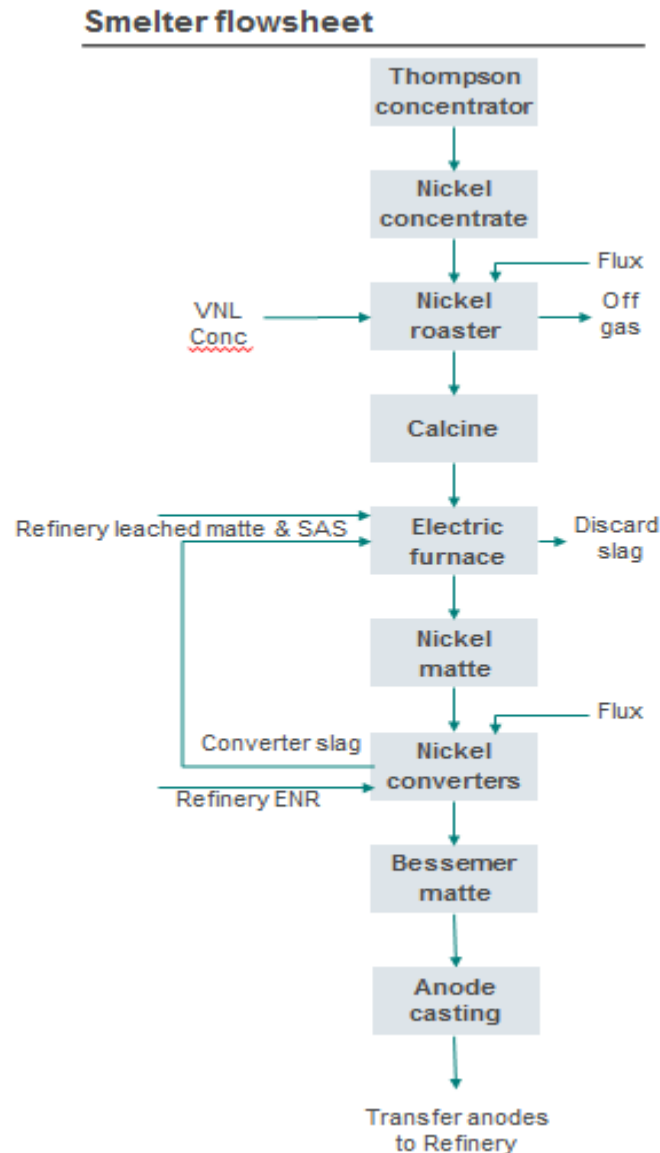 Smelter flowsheet
Thompson
concentrator
Nickel
concentrate
Flux
VNL
Conc
Nickel
roaster
Off
gas
Calcine
Refinery leached matte & SAS
Electric
furnace
Discard
slag
Nickel
matte
Flux
Converter slag
Nickel
converters
Refinery ENR
Bessemer
matte
Anode
casting
Transfer anodes
to Refinery